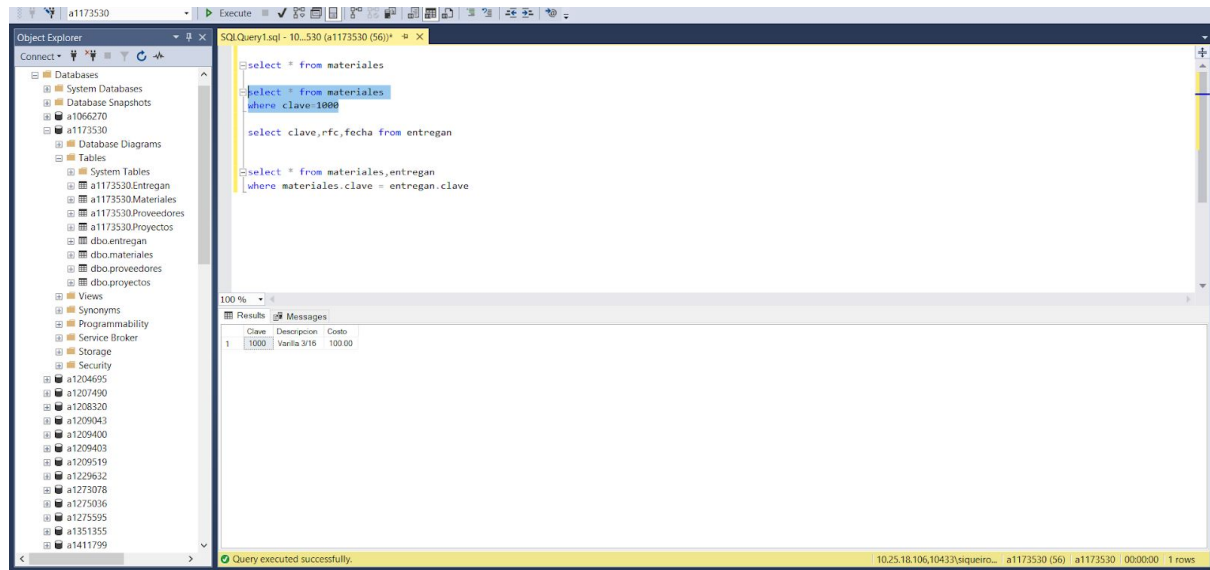 a1173530
Execute
Object Explorer
SQLQuery1.sql - 10...530 (a1173530 (56))*
Connect
Databases
System Databases
Database Snapshots
a1066270
a1173530
Database Diagrams
Tables
System Tables
a1173530.Entregan
a1173530.Materiales
a1173530.Proveedores
a1173530.Proyectos
dbo.entregan
dbo.materiales
dbo.proveedores
dbo.proyectos
Views
Synonyms
Programmability
Service Broker
Storage
Security
a1204695
a1207490
a1208320
a1209043
a1209400
a1209403
a1209519
a1229632
a1273078
a1275036
a1275595
a1351355
a1411799
select * from materiales
select * from materiales
where clave=1000
select clave,rfc,fecha from entregan
select * from materiales,entregan
where materiales.clave = entregan.clave
100 %
Results Messages
Clave Descripcion Costo
1 1000 Varilla 3/16 100.00
Query executed successfully. 10.25.18.106,10433\siqueiro... a1173530 (56) a1173530 00:00:00 1 rows